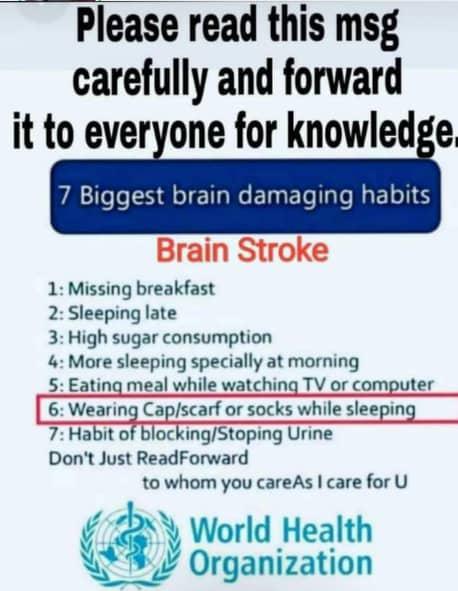 Please read this msg
carefully and forward
it to everyone for knowledge.
7 Biggest brain damaging habits
Brain Stroke
1: Missing breakfast
2: Sleeping late
3: High sugar consumption
4: More sleeping specially at morning
5: Eating meal while watching TV or computer
6: Wearing Cap/scarf or socks while sleeping
7: Habit of blocking/Stoping Urine
Don't Just ReadForward
to whom you careAs I care for U
World Health
Organization